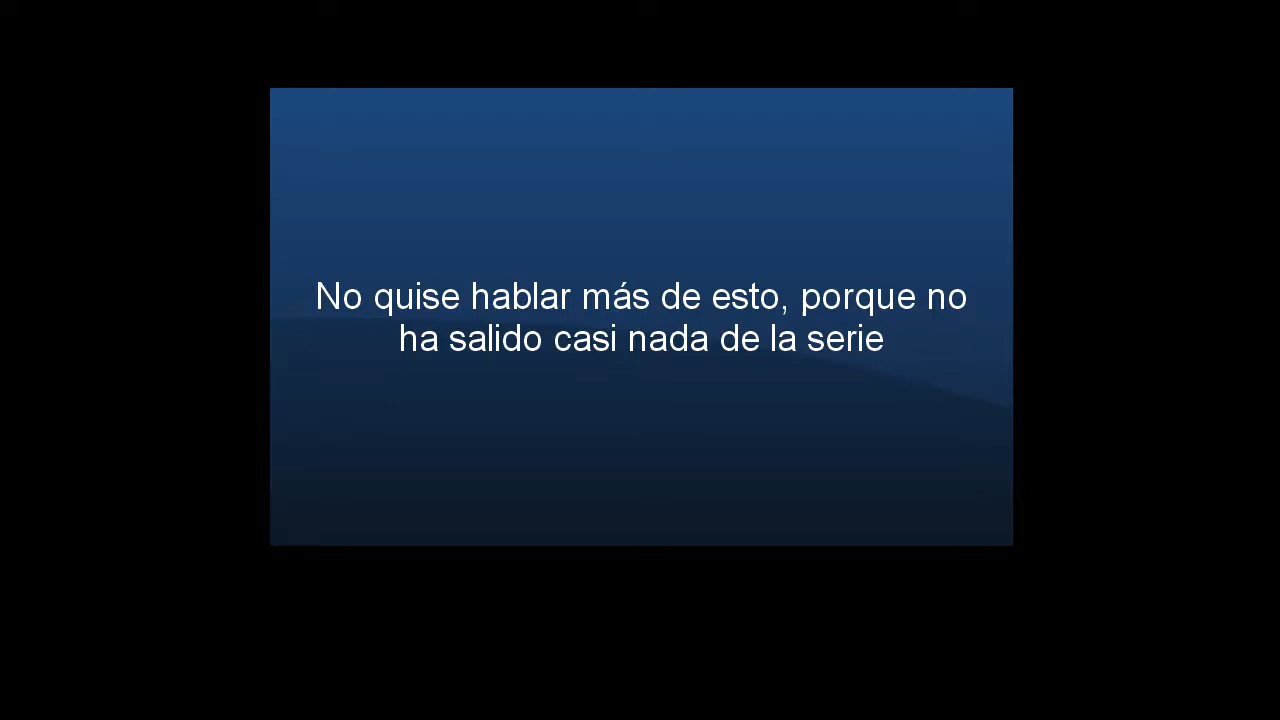 No quise hablar más de esto, porque no
ha salido casi nada de la serie